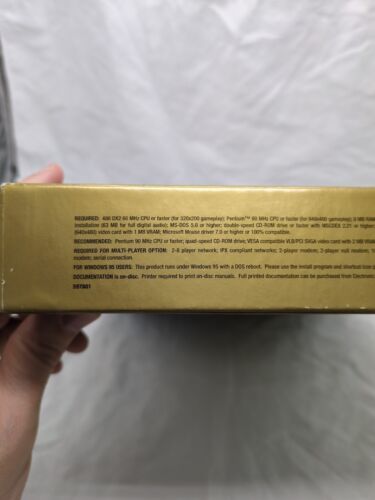 REQUIRED: 486 DX2 66 MHz CPU or faster (for 320x200 gameplay); Pentium™ 90 MHz CPU or faster (for 640x480 gameplay); 8 MB RAM
installation (63 MB for full digital audio); MS-DOS 5.0 or higher; double-speed CD-ROM drive or faster with MSCDEX 2.21 or higher
(640x480) video card with 1 MB VRAM; Microsoft Mouse driver 7.0 or higher or 100% compatible.
RECOMMENDED: Pentium 90 MHz CPU or faster; quad-speed CD-ROM drive; VESA compatible VLB/PCI SVGA video card with 2 MB VRAM
REQUIRED FOR MULTI-PLAYER OPTION: 2-8 player network; IPX compliant networks; 2-player modem; 2-player null modem;
modem; serial connection.
FOR WINDOWS 95 USERS: This product runs under Windows 95 with a DOS reboot. Please use the install program and shortcut icon
DOCUMENTATION is on-disc. Printer required to print on-disc manuals. Full printed documentation can be purchased from Electronic